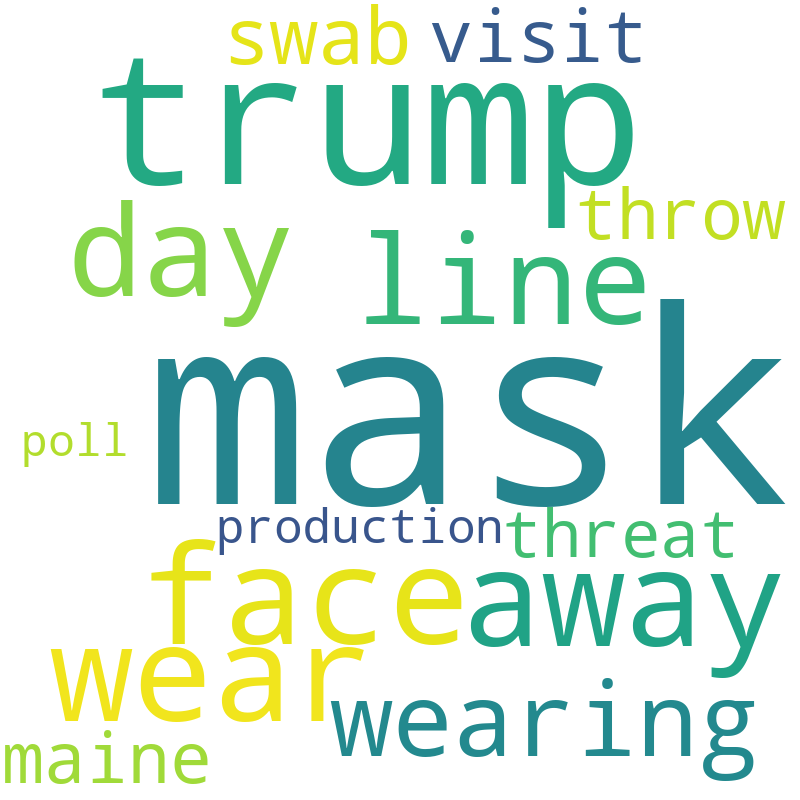 swab visit
trump
throw
day line
mask
poll
production threat
face away
wear
wearing
maine